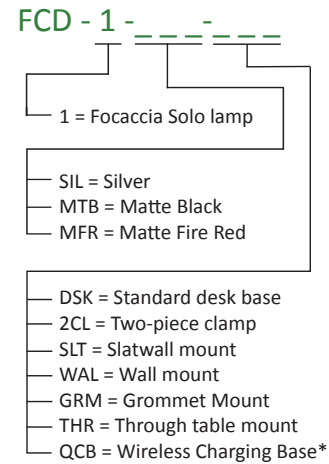 FCD - 1 - _ _ _ - _ _ _
1 = Focaccia Solo lamp
SIL = Silver
MTB = Matte Black
MFR = Matte Fire Red
DSK = Standard desk base
2CL = Two-piece clamp
SLT = Slatwall mount
WAL = Wall mount
GRM = Grommet Mount
THR = Through table mount
QCB = Wireless Charging Base*